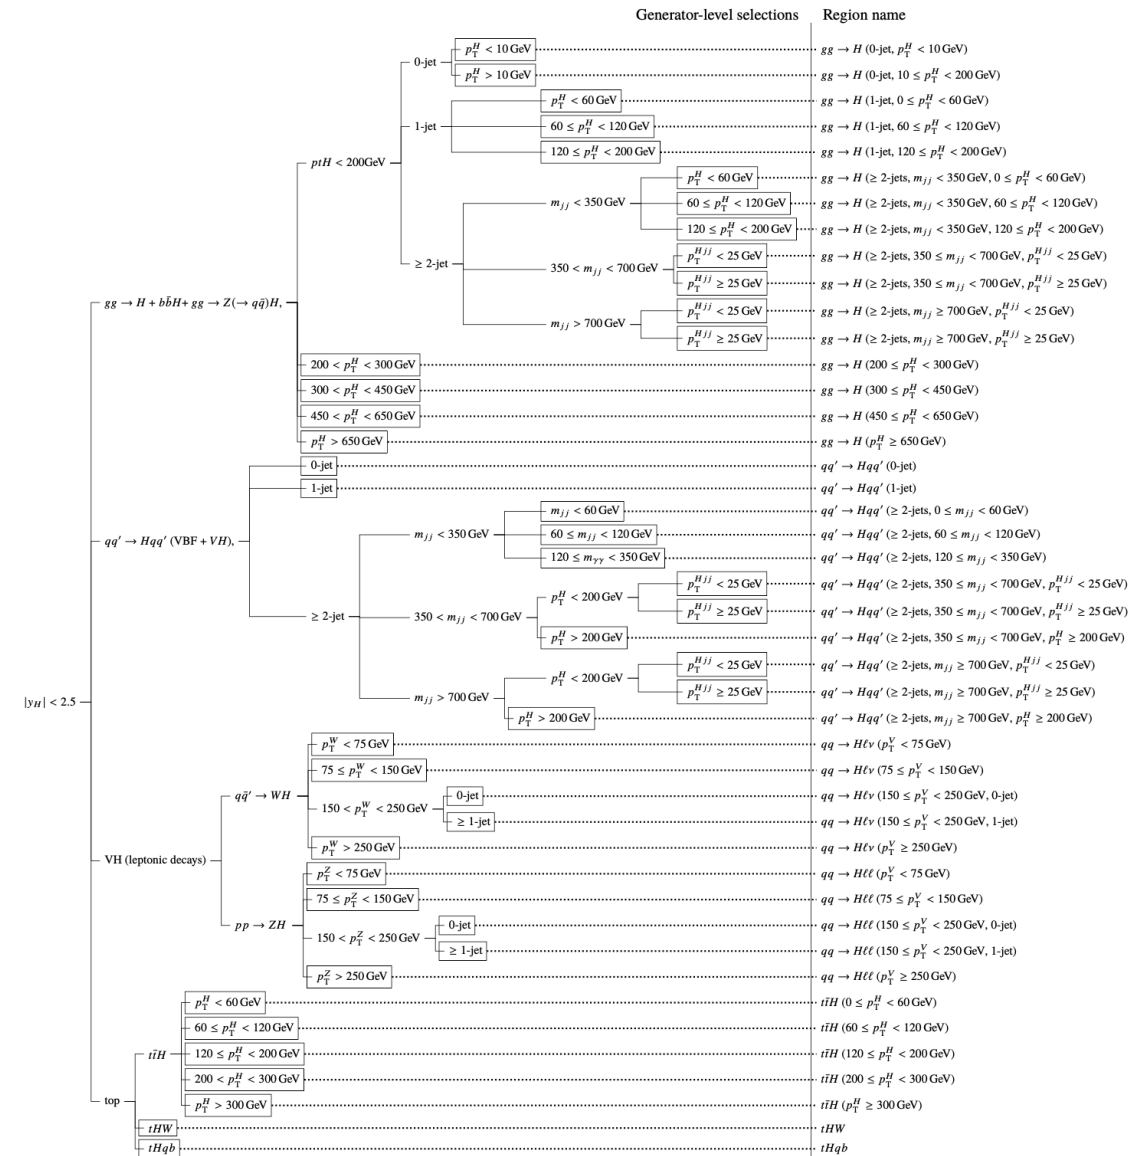 Generator-level selections Region name
p_T^H < 10 GeV gg → H (0-jet, p_T^H < 10 GeV)
0-jet
p_T^H > 10 GeV gg → H (0-jet, 10 ≤ p_T^H < 200 GeV)
p_T^H < 60 GeV gg → H (1-jet, 0 ≤ p_T^H < 60 GeV)
1-jet 60 ≤ p_T^H < 120 GeV gg → H (1-jet, 60 ≤ p_T^H < 120 GeV)
120 ≤ p_T^H < 200 GeV gg → H (1-jet, 120 ≤ p_T^H < 200 GeV)
ptH < 200GeV
p_T^H < 60 GeV gg → H (≥ 2-jets, m_jj < 350 GeV, 0 ≤ p_T^H < 60 GeV)
m_jj < 350 GeV 60 ≤ p_T^H < 120 GeV gg → H (≥ 2-jets, m_jj < 350 GeV, 60 ≤ p_T^H < 120 GeV)
120 ≤ p_T^H < 200 GeV gg → H (≥ 2-jets, m_jj < 350 GeV, 120 ≤ p_T^H < 200 GeV)
p_T^Hjj < 25 GeV gg → H (≥ 2-jets, 350 ≤ m_jj < 700 GeV, p_T^Hjj < 25 GeV)
≥ 2-jet 350 < m_jj < 700 GeV
p_T^Hjj ≥ 25 GeV gg → H (≥ 2-jets, 350 ≤ m_jj < 700 GeV, p_T^Hjj ≥ 25 GeV)
gg → H + bb̄H+ gg → Z(→ qq̄)H,
p_T^Hjj < 25 GeV gg → H (≥ 2-jets, m_jj ≥ 700 GeV, p_T^Hjj < 25 GeV)
m_jj > 700 GeV
p_T^Hjj ≥ 25 GeV gg → H (≥ 2-jets, m_jj ≥ 700 GeV, p_T^Hjj ≥ 25 GeV)
200 < p_T^H < 300 GeV gg → H (200 ≤ p_T^H < 300 GeV)
300 < p_T^H < 450 GeV gg → H (300 ≤ p_T^H < 450 GeV)
450 < p_T^H < 650 GeV gg → H (450 ≤ p_T^H < 650 GeV)
p_T^H > 650 GeV gg → H (p_T^H ≥ 650 GeV)
0-jet qq′ → Hqq′ (0-jet)
1-jet qq′ → Hqq′ (1-jet)
m_jj < 60 GeV qq′ → Hqq′ (≥ 2-jets, 0 ≤ m_jj < 60 GeV)
qq′ → Hqq′ (VBF + VH), m_jj < 350 GeV 60 ≤ m_jj < 120 GeV qq′ → Hqq′ (≥ 2-jets, 60 ≤ m_jj < 120 GeV)
120 ≤ m_γγ < 350 GeV qq′ → Hqq′ (≥ 2-jets, 120 ≤ m_jj < 350 GeV)
p_T^Hjj < 25 GeV qq′ → Hqq′ (≥ 2-jets, 350 ≤ m_jj < 700 GeV, p_T^Hjj < 25 GeV)
p_T^H < 200 GeV
p_T^Hjj ≥ 25 GeV qq′ → Hqq′ (≥ 2-jets, 350 ≤ m_jj < 700 GeV, p_T^Hjj ≥ 25 GeV)
≥ 2-jet 350 < m_jj < 700 GeV
p_T^H > 200 GeV qq′ → Hqq′ (≥ 2-jets, 350 ≤ m_jj < 700 GeV, p_T^H ≥ 200 GeV)
p_T^Hjj < 25 GeV qq′ → Hqq′ (≥ 2-jets, m_jj ≥ 700 GeV, p_T^Hjj < 25 GeV)
p_T^H < 200 GeV
p_T^Hjj ≥ 25 GeV qq′ → Hqq′ (≥ 2-jets, m_jj ≥ 700 GeV, p_T^Hjj ≥ 25 GeV)
|y_H| < 2.5 m_jj > 700 GeV
p_T^H > 200 GeV qq′ → Hqq′ (≥ 2-jets, m_jj ≥ 700 GeV, p_T^H ≥ 200 GeV)
p_T^W < 75 GeV qq → Hℓν (p_T^V < 75 GeV)
75 ≤ p_T^W < 150 GeV qq → Hℓν (75 ≤ p_T^V < 150 GeV)
qq̄′ → WH 0-jet qq → Hℓν (150 ≤ p_T^V < 250 GeV, 0-jet)
150 < p_T^W < 250 GeV
≥ 1-jet qq → Hℓν (150 ≤ p_T^V < 250 GeV, 1-jet)
p_T^W > 250 GeV qq → Hℓν (p_T^V ≥ 250 GeV)
VH (leptonic decays)
p_T^Z < 75 GeV qq → Hℓℓ (p_T^V < 75 GeV)
75 ≤ p_T^Z < 150 GeV qq → Hℓℓ (75 ≤ p_T^V < 150 GeV)
pp → ZH 0-jet qq → Hℓℓ (150 ≤ p_T^V < 250 GeV, 0-jet)
150 < p_T^Z < 250 GeV
≥ 1-jet qq → Hℓℓ (150 ≤ p_T^V < 250 GeV, 1-jet)
p_T^Z > 250 GeV qq → Hℓℓ (p_T^V ≥ 250 GeV)
p_T^H < 60 GeV tt̄H (0 ≤ p_T^H < 60 GeV)
60 ≤ p_T^H < 120 GeV tt̄H (60 ≤ p_T^H < 120 GeV)
tt̄H 120 ≤ p_T^H < 200 GeV tt̄H (120 ≤ p_T^H < 200 GeV)
200 < p_T^H < 300 GeV tt̄H (200 ≤ p_T^H < 300 GeV)
top p_T^H > 300 GeV tt̄H (p_T^H ≥ 300 GeV)
tHW tHW
tHqb tHqb